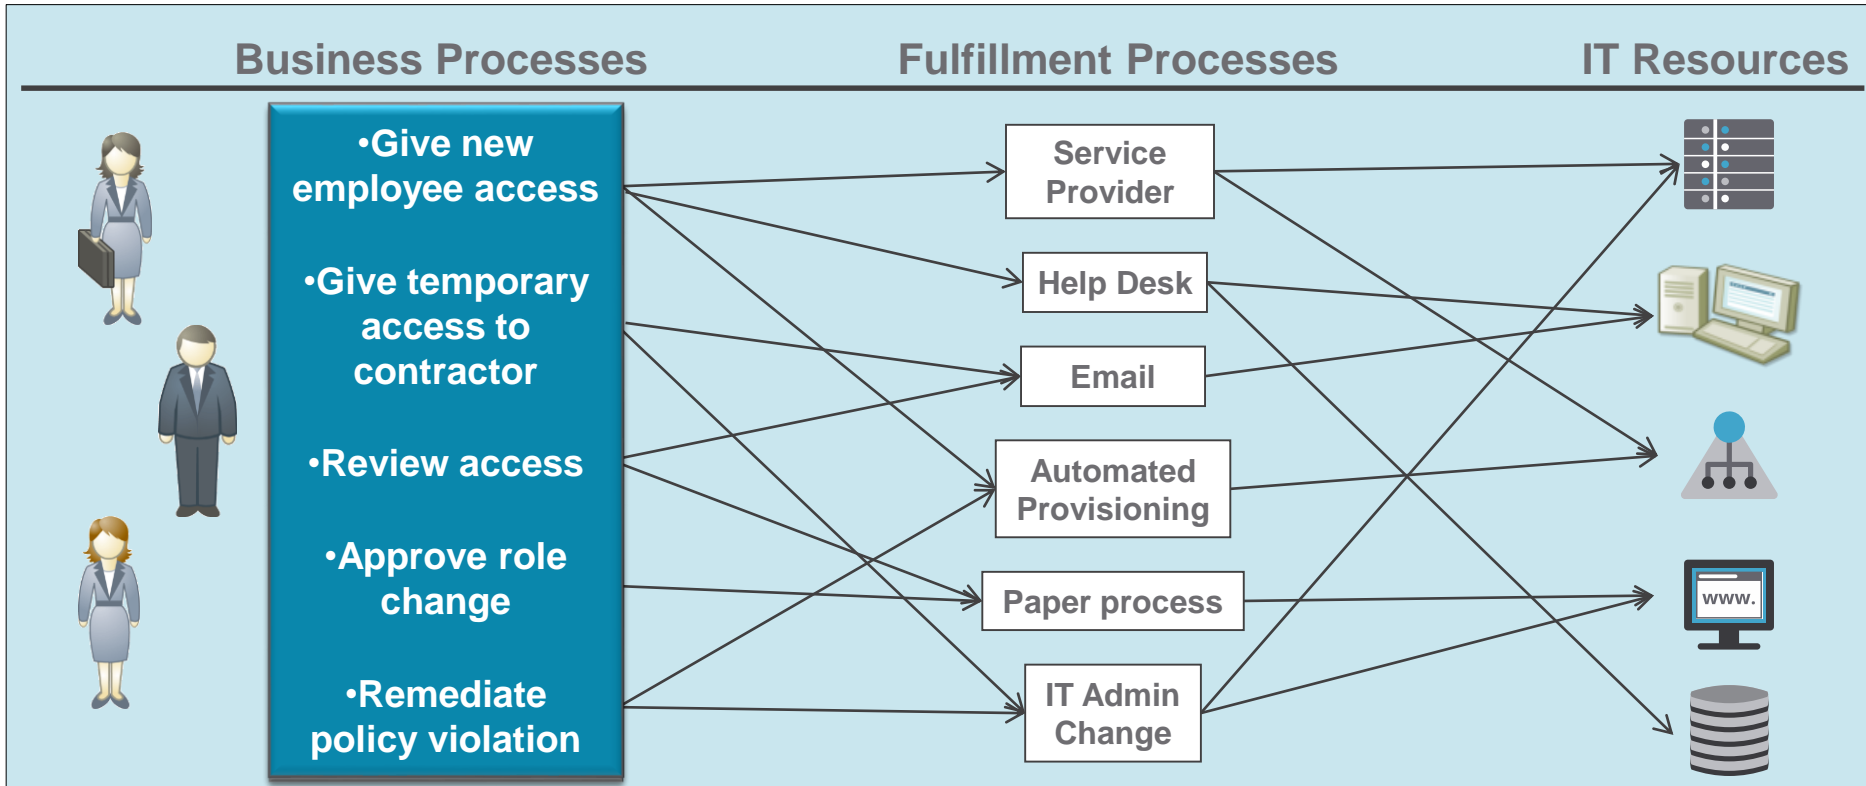 Business Processes
Fulfillment Processes
IT Resources
•Give new
employee access
•Give temporary
access to
contractor
•Review access
•Approve role
change
•Remediate
policy violation
Service
Provider
Help Desk
Email
Automated
Provisioning
Paper process
IT Admin
Change
www.